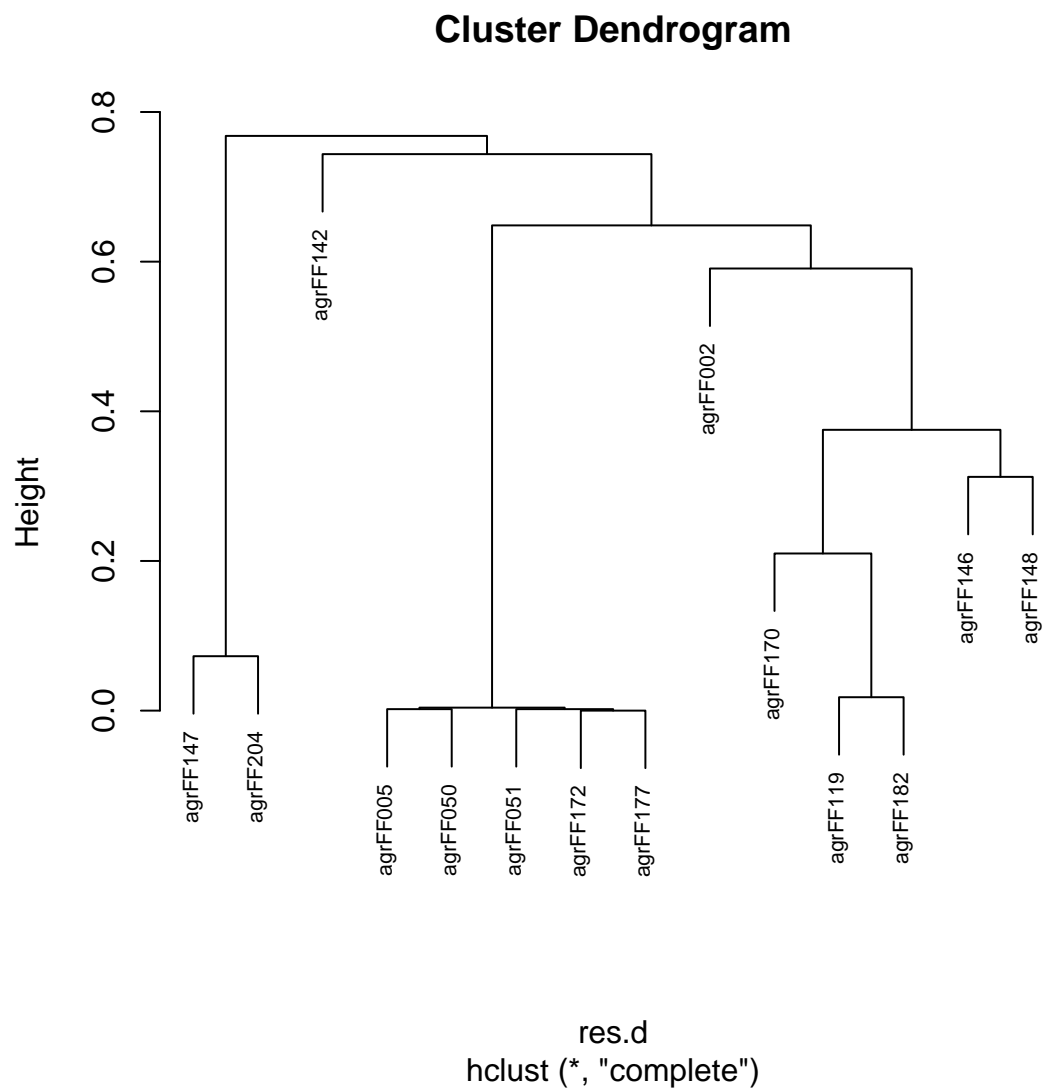 Cluster Dendrogram
Height
0.0
0.2
0.4
0.6
0.8
agrFF147
agrFF204
agrFF142
agrFF005
agrFF050
agrFF051
agrFF172
agrFF177
agrFF002
agrFF170
agrFF119
agrFF182
agrFF146
agrFF148
res.d
hclust (*, "complete")